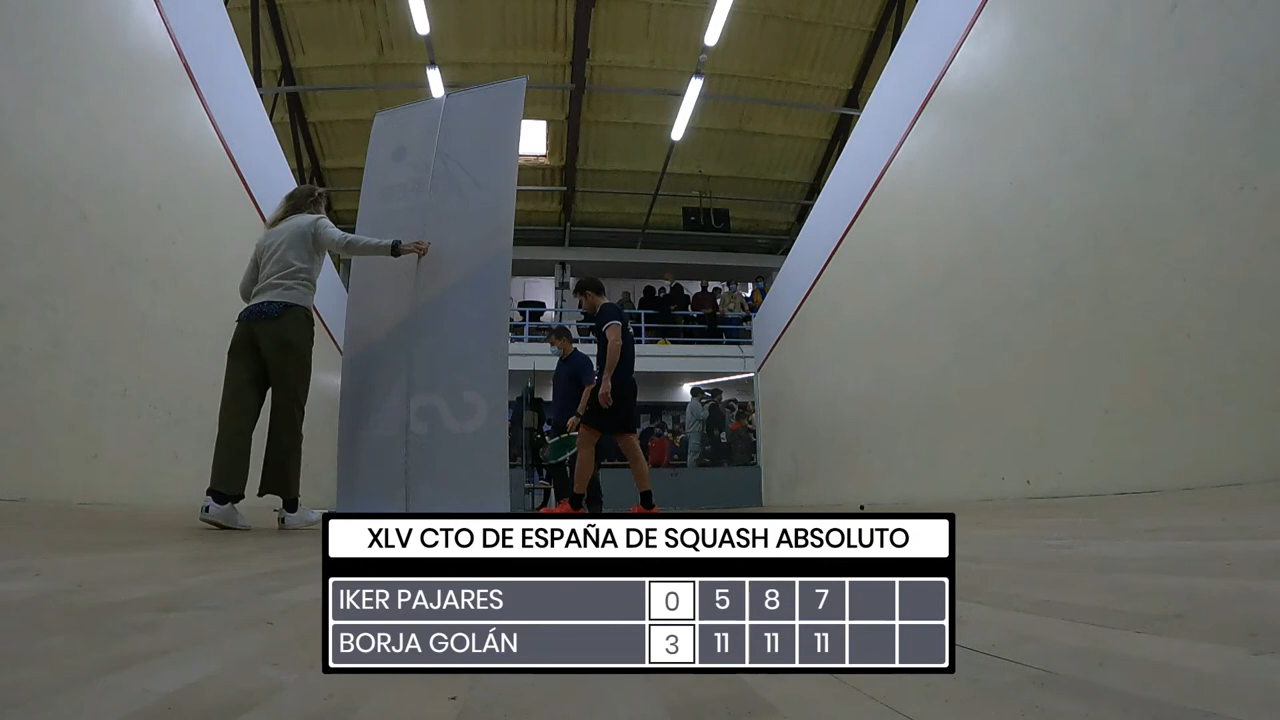 XLV CTO DE ESPAÑA DE SQUASH ABSOLUTO
IKER PAJARES 0 5 8 7
BORJA GOLÁN 3 11 11 11